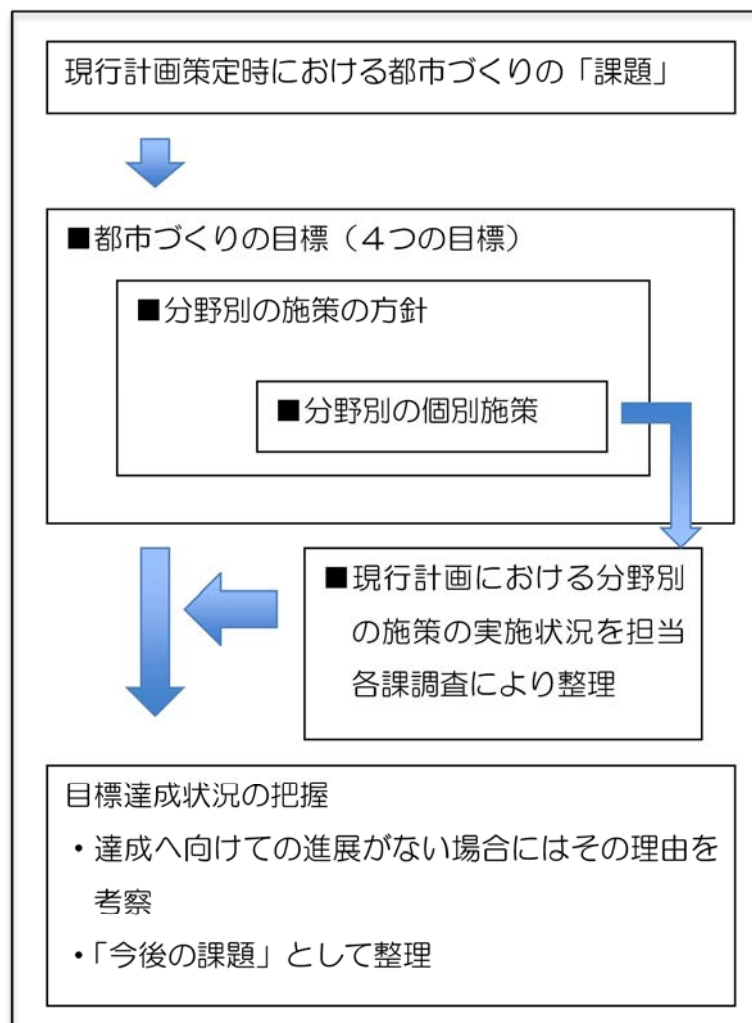 現行計画策定時における都市づくりの「課題」
■都市づくりの目標（４つの目標）
■分野別の施策の方針
■分野別の個別施策
■現行計画における分野別
の施策の実施状況を担当
各課調査により整理
目標達成状況の把握
・達成へ向けての進展がない場合にはその理由を
考察
・「今後の課題」として整理